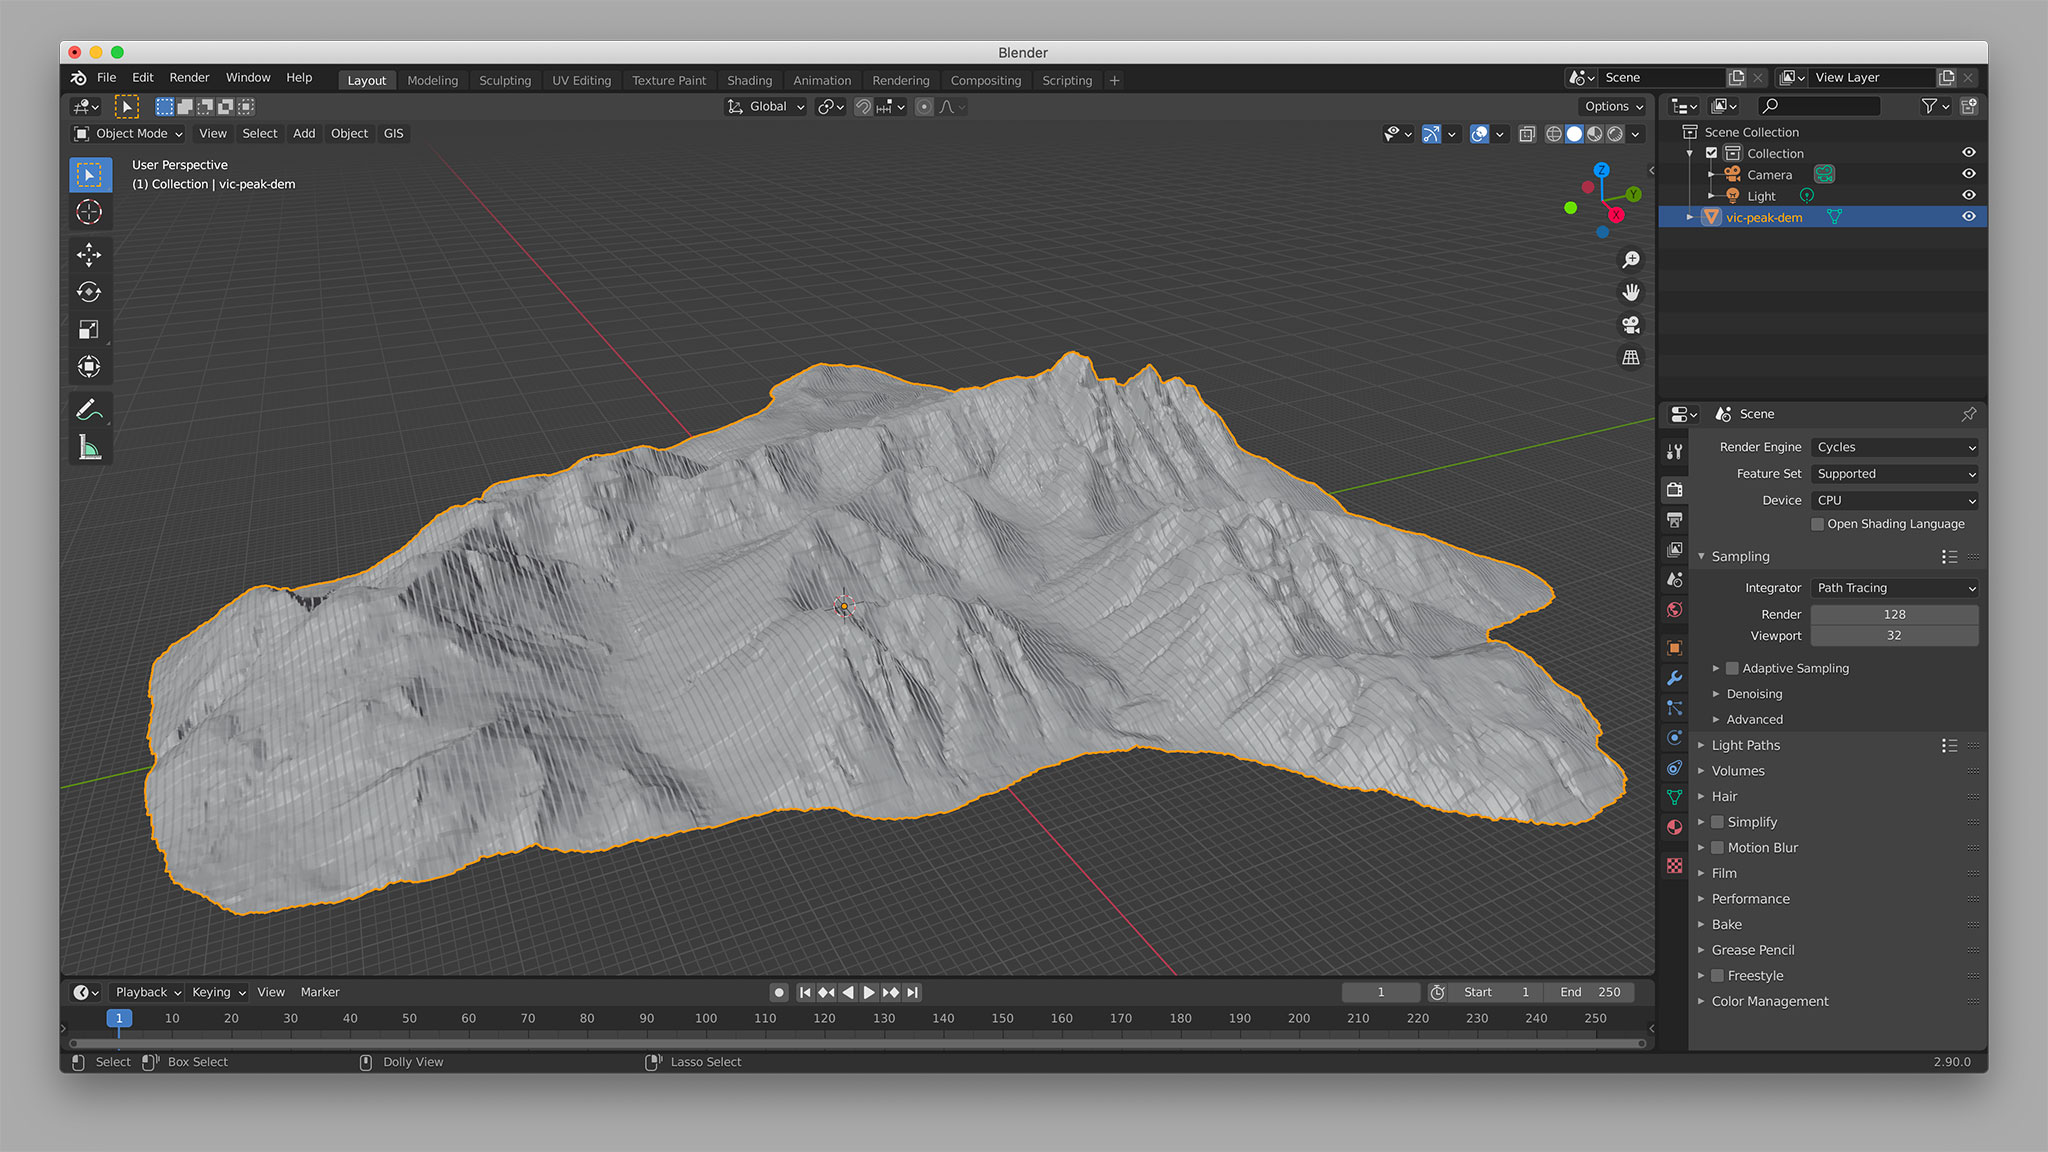 Blender
File Edit Render Window Help Layout Modeling Sculpting UV Editing Texture Paint Shading Animation Rendering Compositing Scripting + Scene View Layer
Global Options
Object Mode View Select Add Object GIS
User Perspective
(1) Collection | vic-peak-dem
Z
Y
X
Scene Collection
Collection
Camera
Light
vic-peak-dem
Scene
Render Engine Cycles
Feature Set Supported
Device CPU
Open Shading Language
Sampling
Integrator Path Tracing
Render 128
Viewport 32
Adaptive Sampling
Denoising
Advanced
Light Paths
Volumes
Hair
Simplify
Motion Blur
Film
Performance
Bake
Grease Pencil
Freestyle
Color Management
Playback Keying View Marker 1 Start 1 End 250
1 10 20 30 40 50 60 70 80 90 100 110 120 130 140 150 160 170 180 190 200 210 220 230 240 250
Select Box Select Dolly View Lasso Select 2.90.0